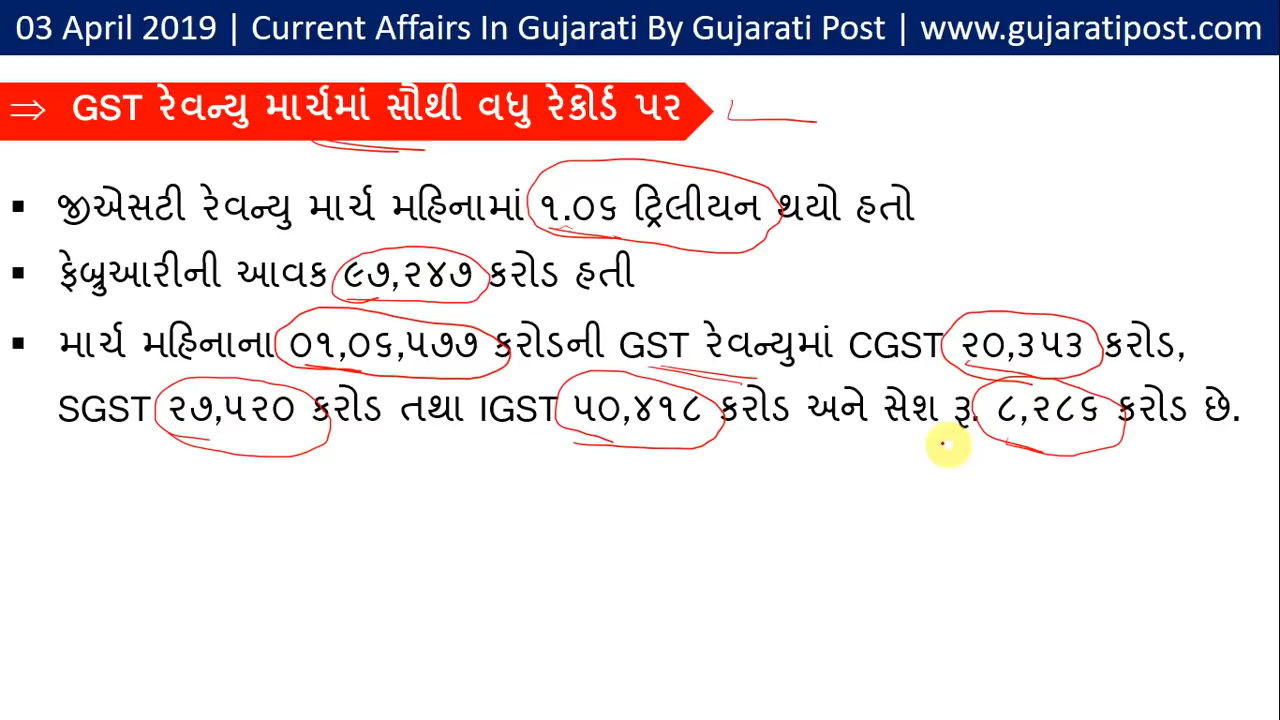 03 April 2019 | Current Affairs In Gujarati By Gujarati Post | www.gujaratipost.com
⇒ GST રેવન્યુ માર્ચમાં સૌથી વધુ રેકોર્ડ પર
▪ જીએસટી રેવન્યુ માર્ચ મહિનામાં ૧.૦૬ ટ્રિલીયન થયો હતો
▪ ફેબ્રુઆરીની આવક ૯૭,૨૪૭ કરોડ હતી
▪ માર્ચ મહિનાના ૦૧,૦૬,૫૭૭ કરોડની GST રેવન્યુમાં CGST ૨૦,૩૫૩ કરોડ,
SGST ૨૭,૫૨૦ કરોડ તથા IGST ૫૦,૪૧૮ કરોડ અને સેશ રૂ. ૮,૨૮૬ કરોડ છે.